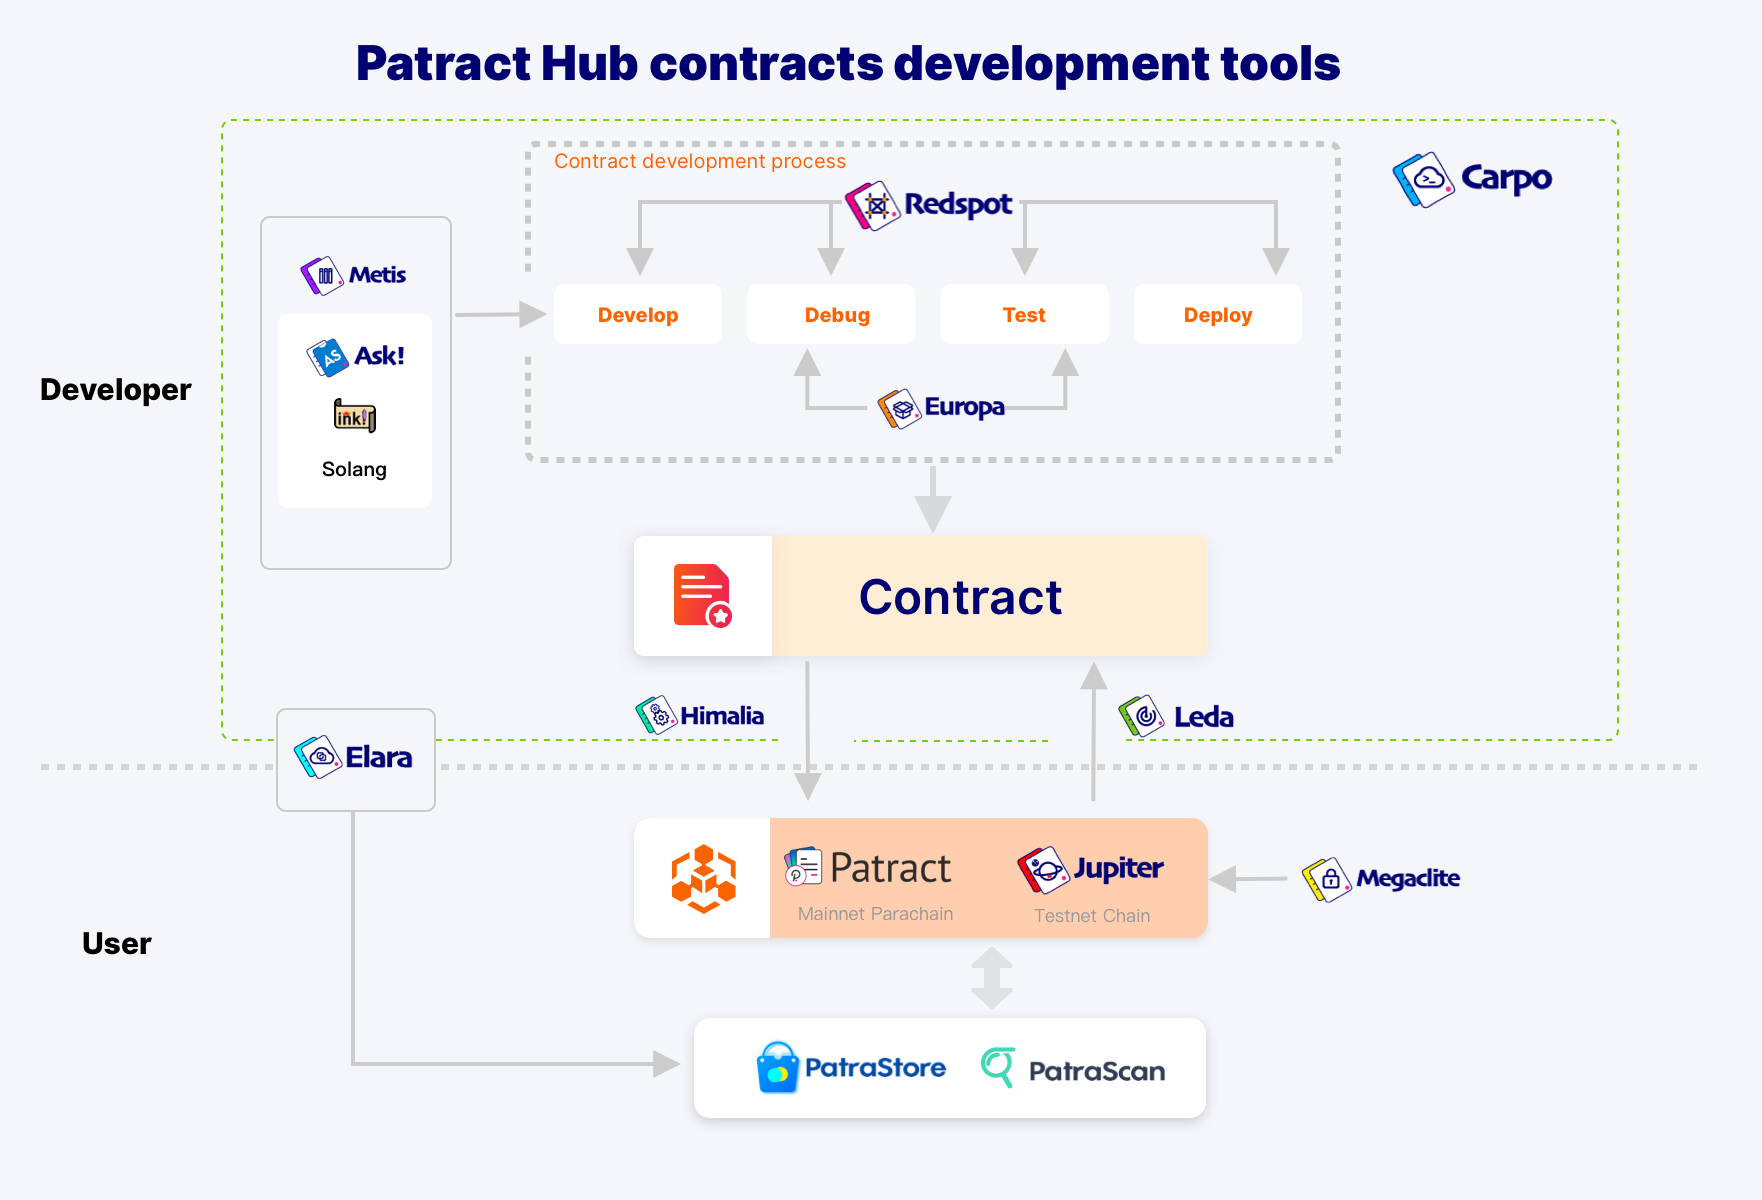 Patract Hub contracts development tools
Contract development process
Carpo
Redspot
Metis
Develop
Debug
Test
Deploy
AS
Ask!
Developer
Europa
ink!
Solang
Contract
Himalia
Leda
Elara
Patract
Jupiter
Megaclite
Mainnet Parachain
Testnet Chain
User
PatraStore
PatraScan